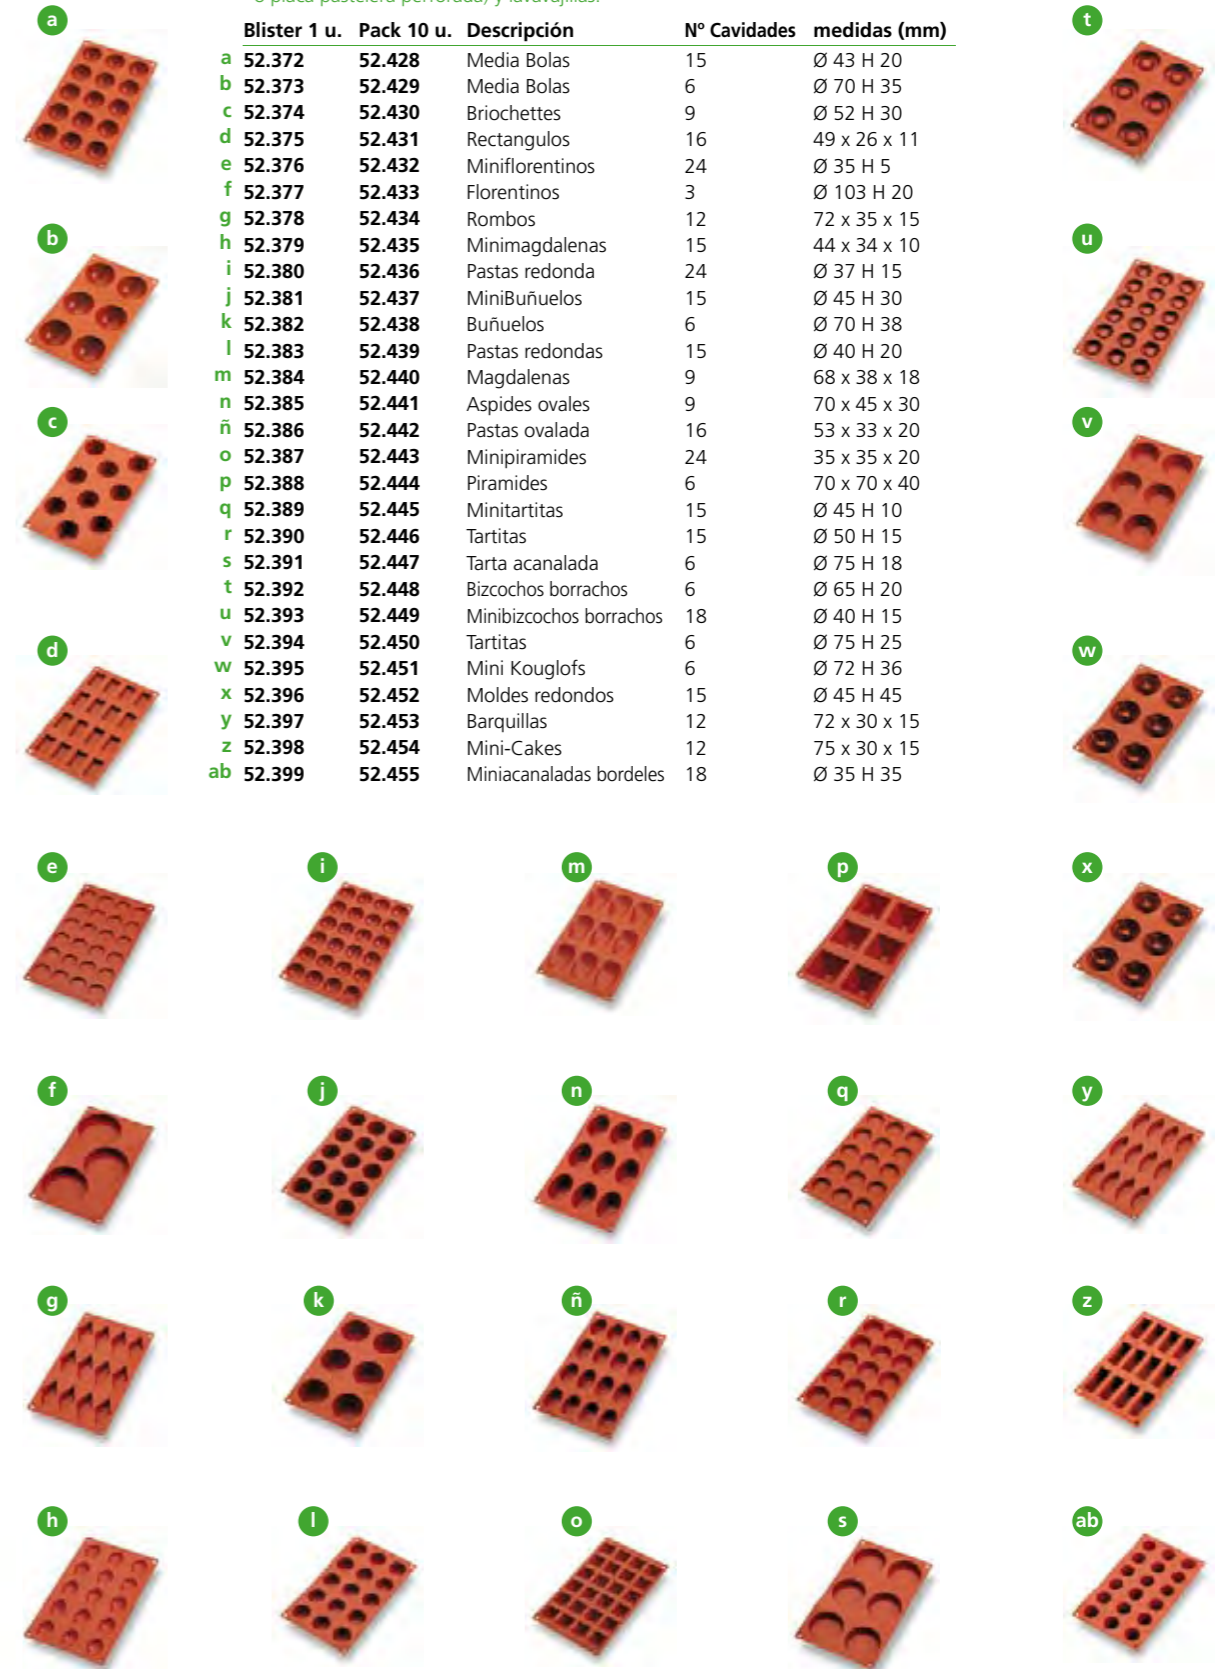 o placa pastelera perforada) y lavavajillas.
Blister 1 u. Pack 10 u. Descripción Nº Cavidades medidas (mm)
a 52.372 52.428 Media Bolas 15 Ø 43 H 20
b 52.373 52.429 Media Bolas 6 Ø 70 H 35
c 52.374 52.430 Briochettes 9 Ø 52 H 30
d 52.375 52.431 Rectangulos 16 49 x 26 x 11
e 52.376 52.432 Miniflorentinos 24 Ø 35 H 5
f 52.377 52.433 Florentinos 3 Ø 103 H 20
g 52.378 52.434 Rombos 12 72 x 35 x 15
h 52.379 52.435 Minimagdalenas 15 44 x 34 x 10
i 52.380 52.436 Pastas redonda 24 Ø 37 H 15
j 52.381 52.437 MiniBuñuelos 15 Ø 45 H 30
k 52.382 52.438 Buñuelos 6 Ø 70 H 38
l 52.383 52.439 Pastas redondas 15 Ø 40 H 20
m 52.384 52.440 Magdalenas 9 68 x 38 x 18
n 52.385 52.441 Aspides ovales 9 70 x 45 x 30
ñ 52.386 52.442 Pastas ovalada 16 53 x 33 x 20
o 52.387 52.443 Minipiramides 24 35 x 35 x 20
p 52.388 52.444 Piramides 6 70 x 70 x 40
q 52.389 52.445 Minitartitas 15 Ø 45 H 10
r 52.390 52.446 Tartitas 15 Ø 50 H 15
s 52.391 52.447 Tarta acanalada 6 Ø 75 H 18
t 52.392 52.448 Bizcochos borrachos 6 Ø 65 H 20
u 52.393 52.449 Minibizcochos borrachos 18 Ø 40 H 15
v 52.394 52.450 Tartitas 6 Ø 75 H 25
w 52.395 52.451 Mini Kouglofs 6 Ø 72 H 36
x 52.396 52.452 Moldes redondos 15 Ø 45 H 45
y 52.397 52.453 Barquillas 12 72 x 30 x 15
z 52.398 52.454 Mini-Cakes 12 75 x 30 x 15
ab 52.399 52.455 Miniacanaladas bordeles 18 Ø 35 H 35
a
t
b
u
c
v
d
w
e i m p x
f j n q y
g k ñ r z
h l o s ab